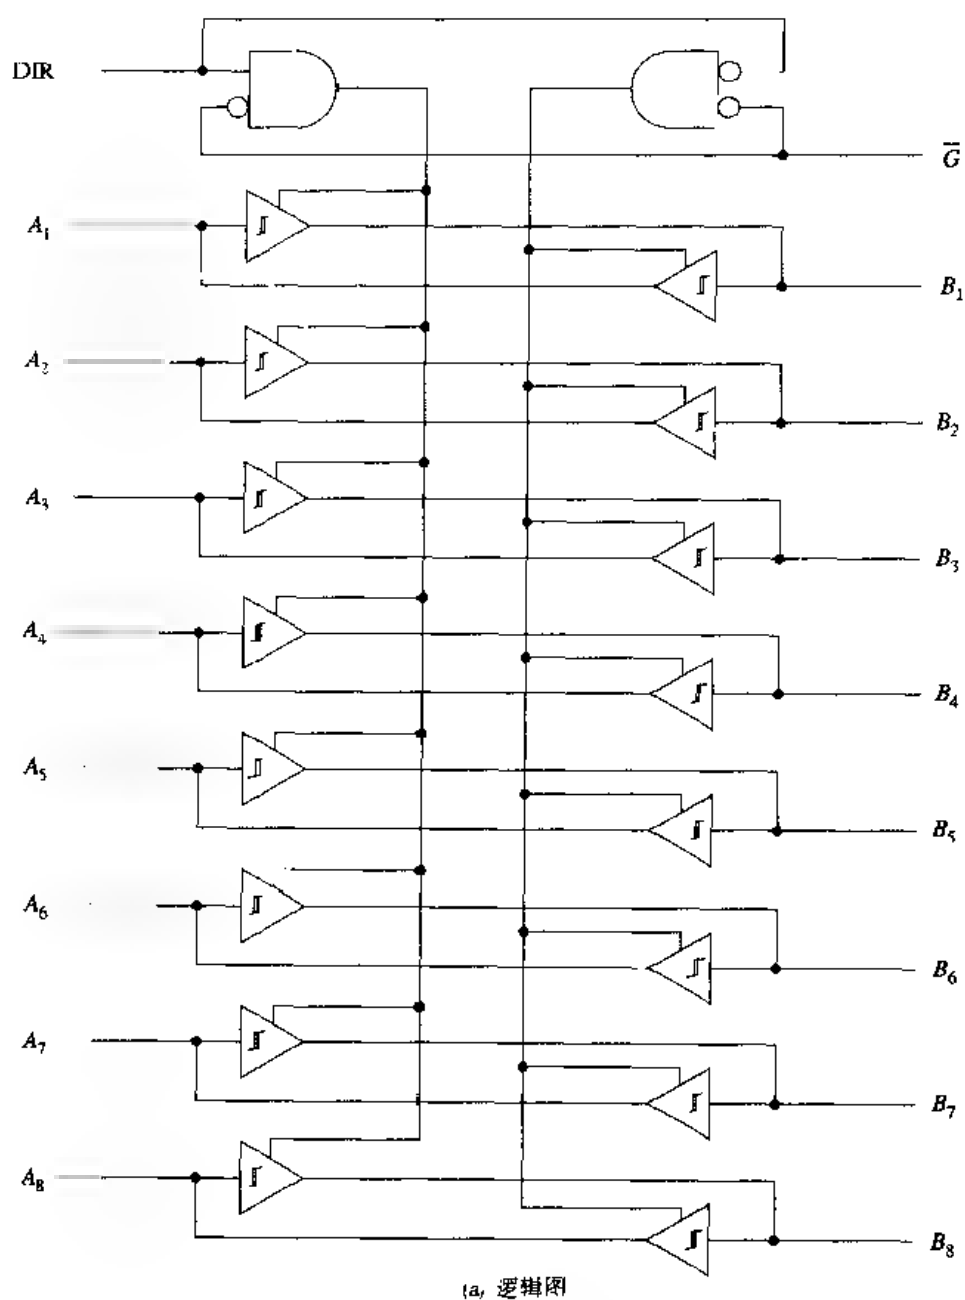 DIR
G̅
A₁
B₁
A₂
B₂
A₃
B₃
A₄
B₄
A₅
B₅
A₆
B₆
A₇
B₇
A₈
B₈
(a) 逻辑图